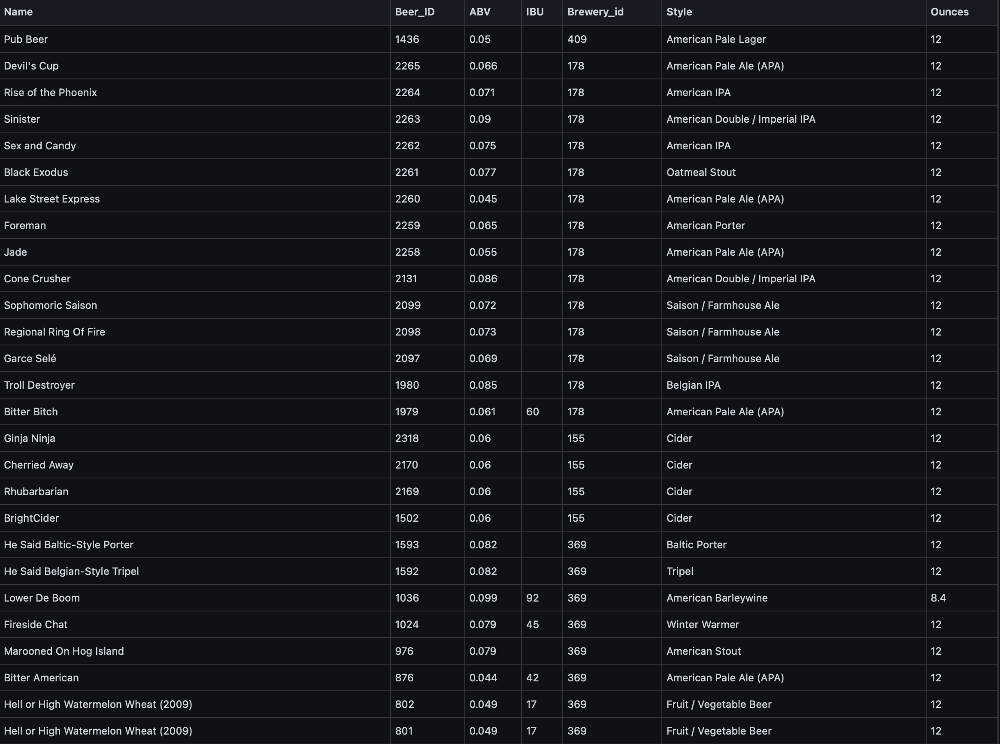 Name Beer_ID ABV IBU Brewery_id Style Ounces
Pub Beer 1436 0.05 409 American Pale Lager 12
Devil's Cup 2265 0.066 178 American Pale Ale (APA) 12
Rise of the Phoenix 2264 0.071 178 American IPA 12
Sinister 2263 0.09 178 American Double / Imperial IPA 12
Sex and Candy 2262 0.075 178 American IPA 12
Black Exodus 2261 0.077 178 Oatmeal Stout 12
Lake Street Express 2260 0.045 178 American Pale Ale (APA) 12
Foreman 2259 0.065 178 American Porter 12
Jade 2258 0.055 178 American Pale Ale (APA) 12
Cone Crusher 2131 0.086 178 American Double / Imperial IPA 12
Sophomoric Saison 2099 0.072 178 Saison / Farmhouse Ale 12
Regional Ring Of Fire 2098 0.073 178 Saison / Farmhouse Ale 12
Garce Selé 2097 0.069 178 Saison / Farmhouse Ale 12
Troll Destroyer 1980 0.085 178 Belgian IPA 12
Bitter Bitch 1979 0.061 60 178 American Pale Ale (APA) 12
Ginja Ninja 2318 0.06 155 Cider 12
Cherried Away 2170 0.06 155 Cider 12
Rhubarbarian 2169 0.06 155 Cider 12
BrightCider 1502 0.06 155 Cider 12
He Said Baltic-Style Porter 1593 0.082 369 Baltic Porter 12
He Said Belgian-Style Tripel 1592 0.082 369 Tripel 12
Lower De Boom 1036 0.099 92 369 American Barleywine 8.4
Fireside Chat 1024 0.079 45 369 Winter Warmer 12
Marooned On Hog Island 976 0.079 369 American Stout 12
Bitter American 876 0.044 42 369 American Pale Ale (APA) 12
Hell or High Watermelon Wheat (2009) 802 0.049 17 369 Fruit / Vegetable Beer 12
Hell or High Watermelon Wheat (2009) 801 0.049 17 369 Fruit / Vegetable Beer 12